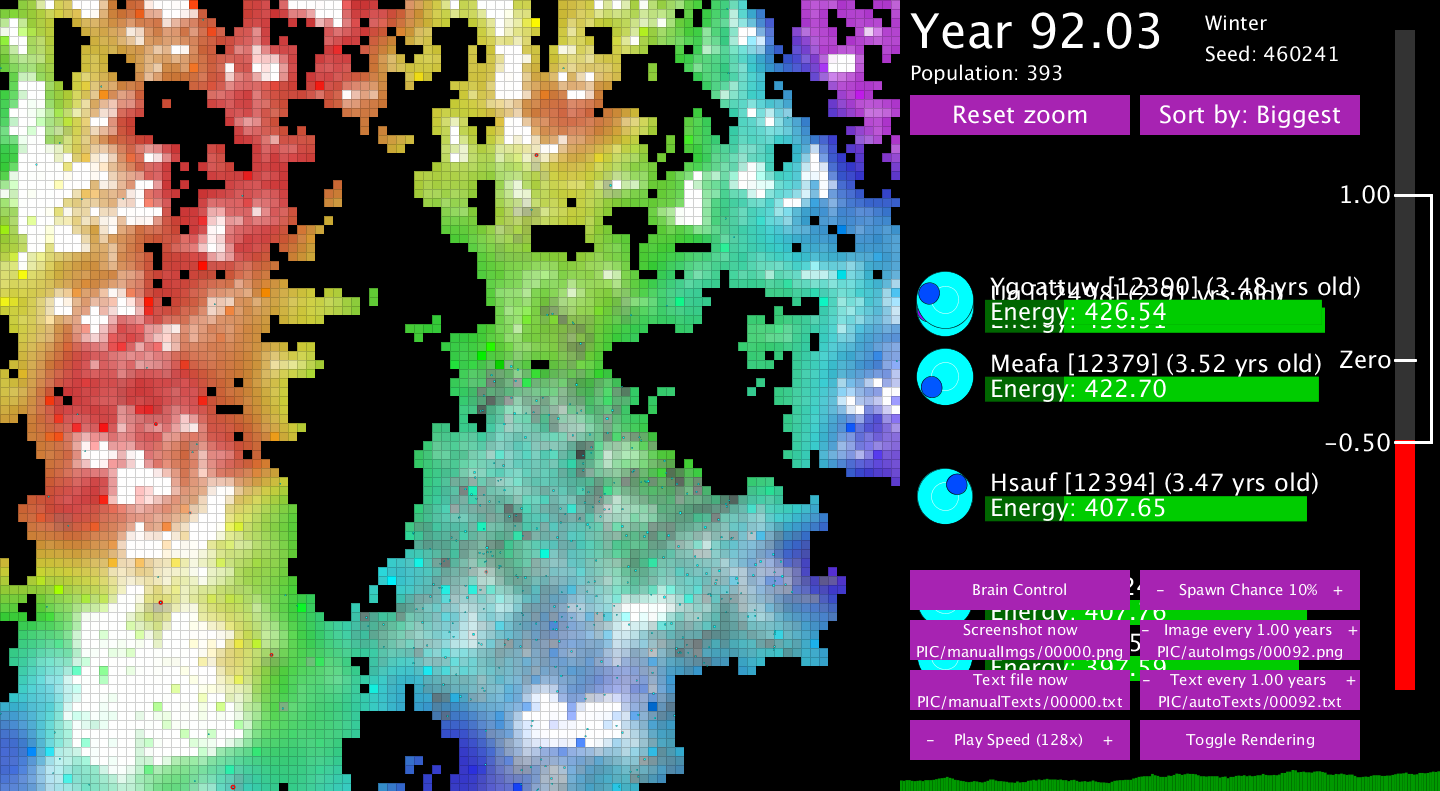 Year 92.03
Winter
Seed: 460241
Population: 393
Reset zoom
Sort by: Biggest
1.00
Ygoattawy [12390] (3.48 yrs old)
Energy: 426.54
Meafa [12379] (3.52 yrs old)
Zero
Energy: 422.70
-0.50
Hsauf [12394] (3.47 yrs old)
Energy: 407.65
Brain Control
– Spawn Chance 10% +
Energy: 407.76
Screenshot now
– Image every 1.00 years +
PIC/manualImgs/00000.png
PIC/autoImgs/00092.png
Energy: 397.59
Text file now
– Text every 1.00 years +
PIC/manualTexts/00000.txt
PIC/autoTexts/00092.txt
– Play Speed (128x) +
Toggle Rendering